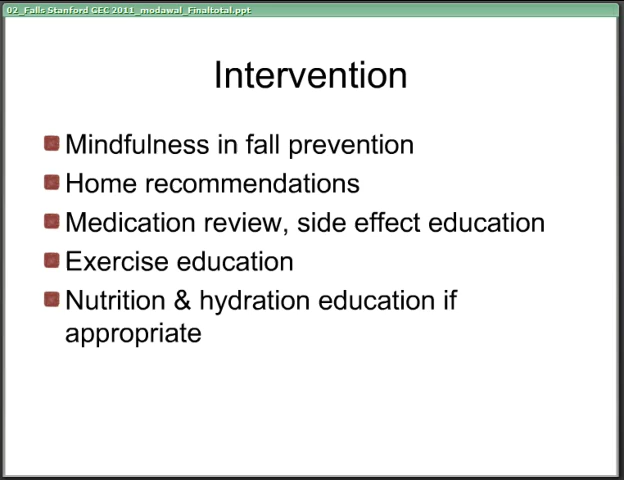 02_Falls Stanford GEC 2011_modawal_Finaltotal.ppt
Intervention
Mindfulness in fall prevention
Home recommendations
Medication review, side effect education
Exercise education
Nutrition & hydration education if
appropriate